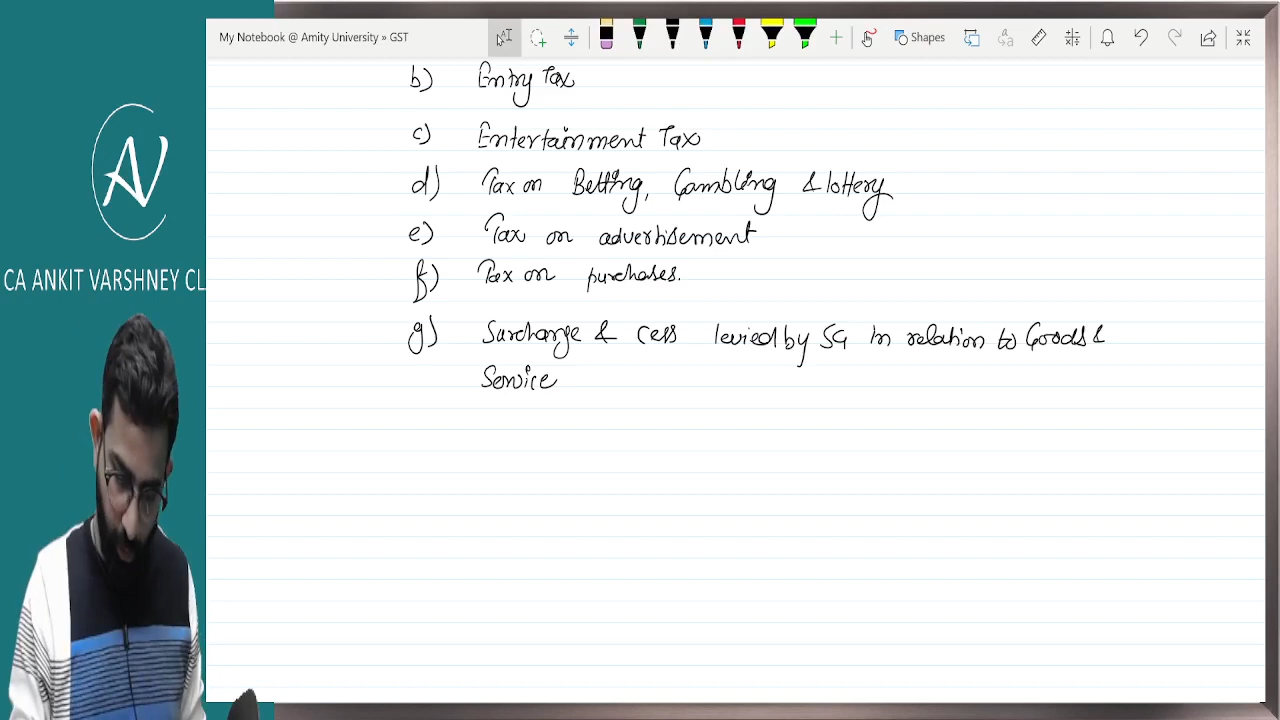 My Notebook @ Amity University » GST
Shapes
b) Entry Tax
c) Entertainment Tax
d) Tax on Betting, Gambling & lottery
e) Tax on advertisement
f) Tax on purchases.
g) Surcharge & cess levied by SG in relation to Goods &
Service
AV
CA ANKIT VARSHNEY CL